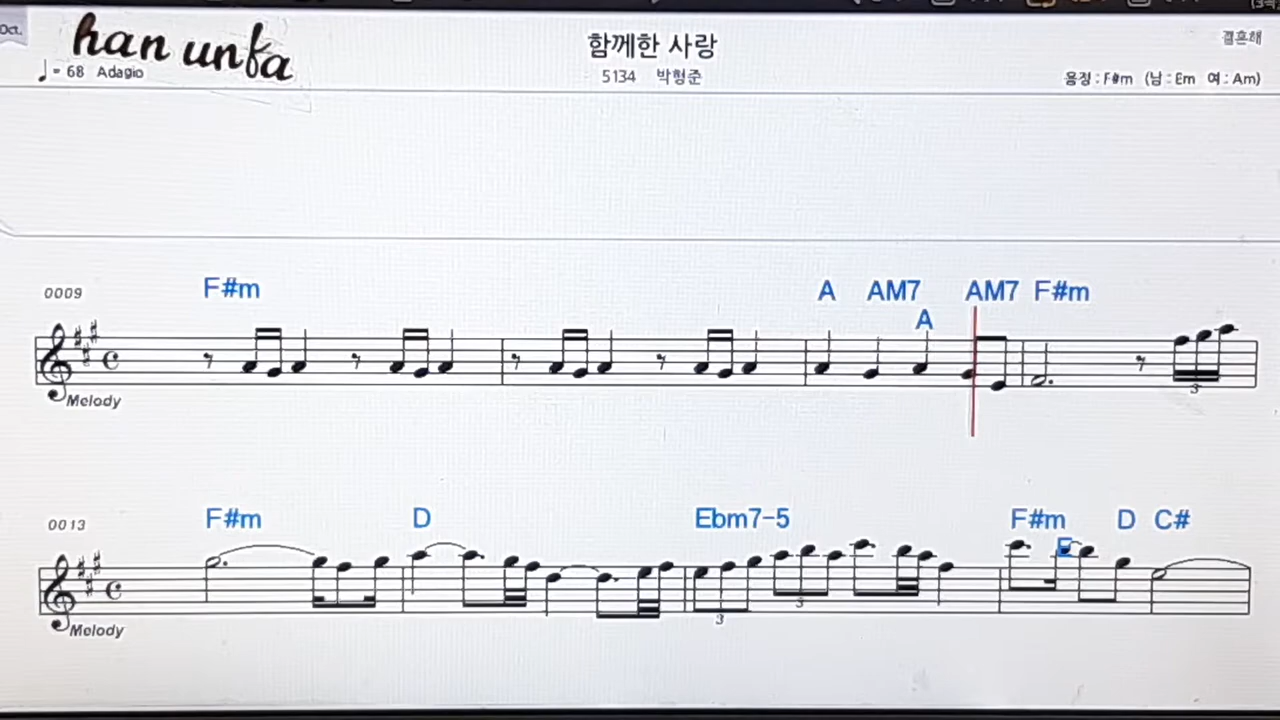 Oct.
han unfa
♩= 68 Adagio
함께한 사랑
5134 박형준
결혼해
용정 : F#m (남 : Em 여 : Am)
0009
F#m A AM7 AM7 F#m
A
Melody
3
0013
F#m D Ebm7-5 F#m D C#
E
Melody
3
3